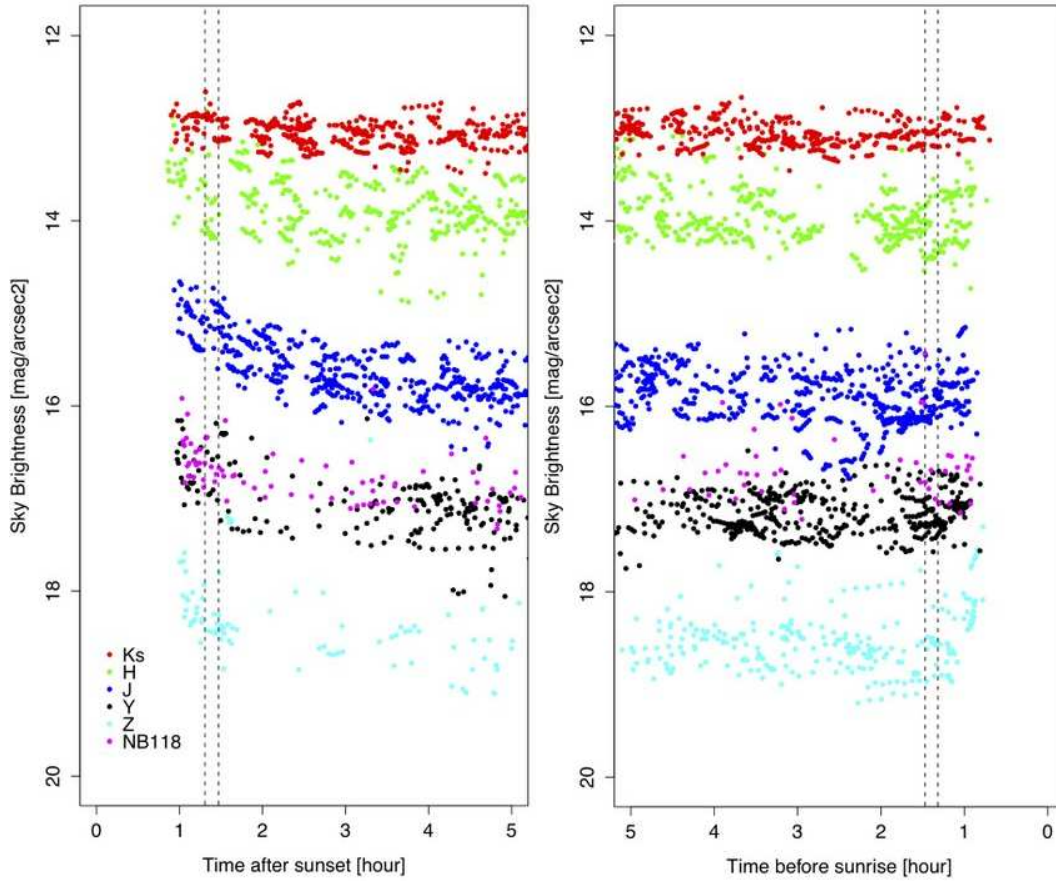 12
14
16
18
20
Sky Brightness [mag/arcsec2]
Ks
H
J
Y
Z
NB118
0 1 2 3 4 5
Time after sunset [hour]
12
14
16
18
20
Sky Brightness [mag/arcsec2]
5 4 3 2 1 0
Time before sunrise [hour]